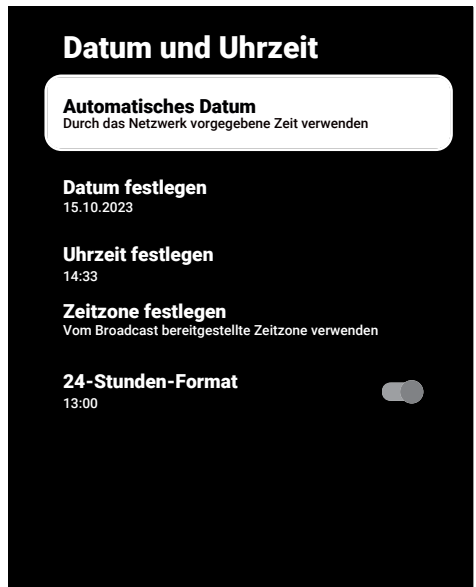 Datum und Uhrzeit
Automatisches Datum
Durch das Netzwerk vorgegebene Zeit verwenden
Datum festlegen
15.10.2023
Uhrzeit festlegen
14:33
Zeitzone festlegen
Vom Broadcast bereitgestellte Zeitzone verwenden
24-Stunden-Format
13:00